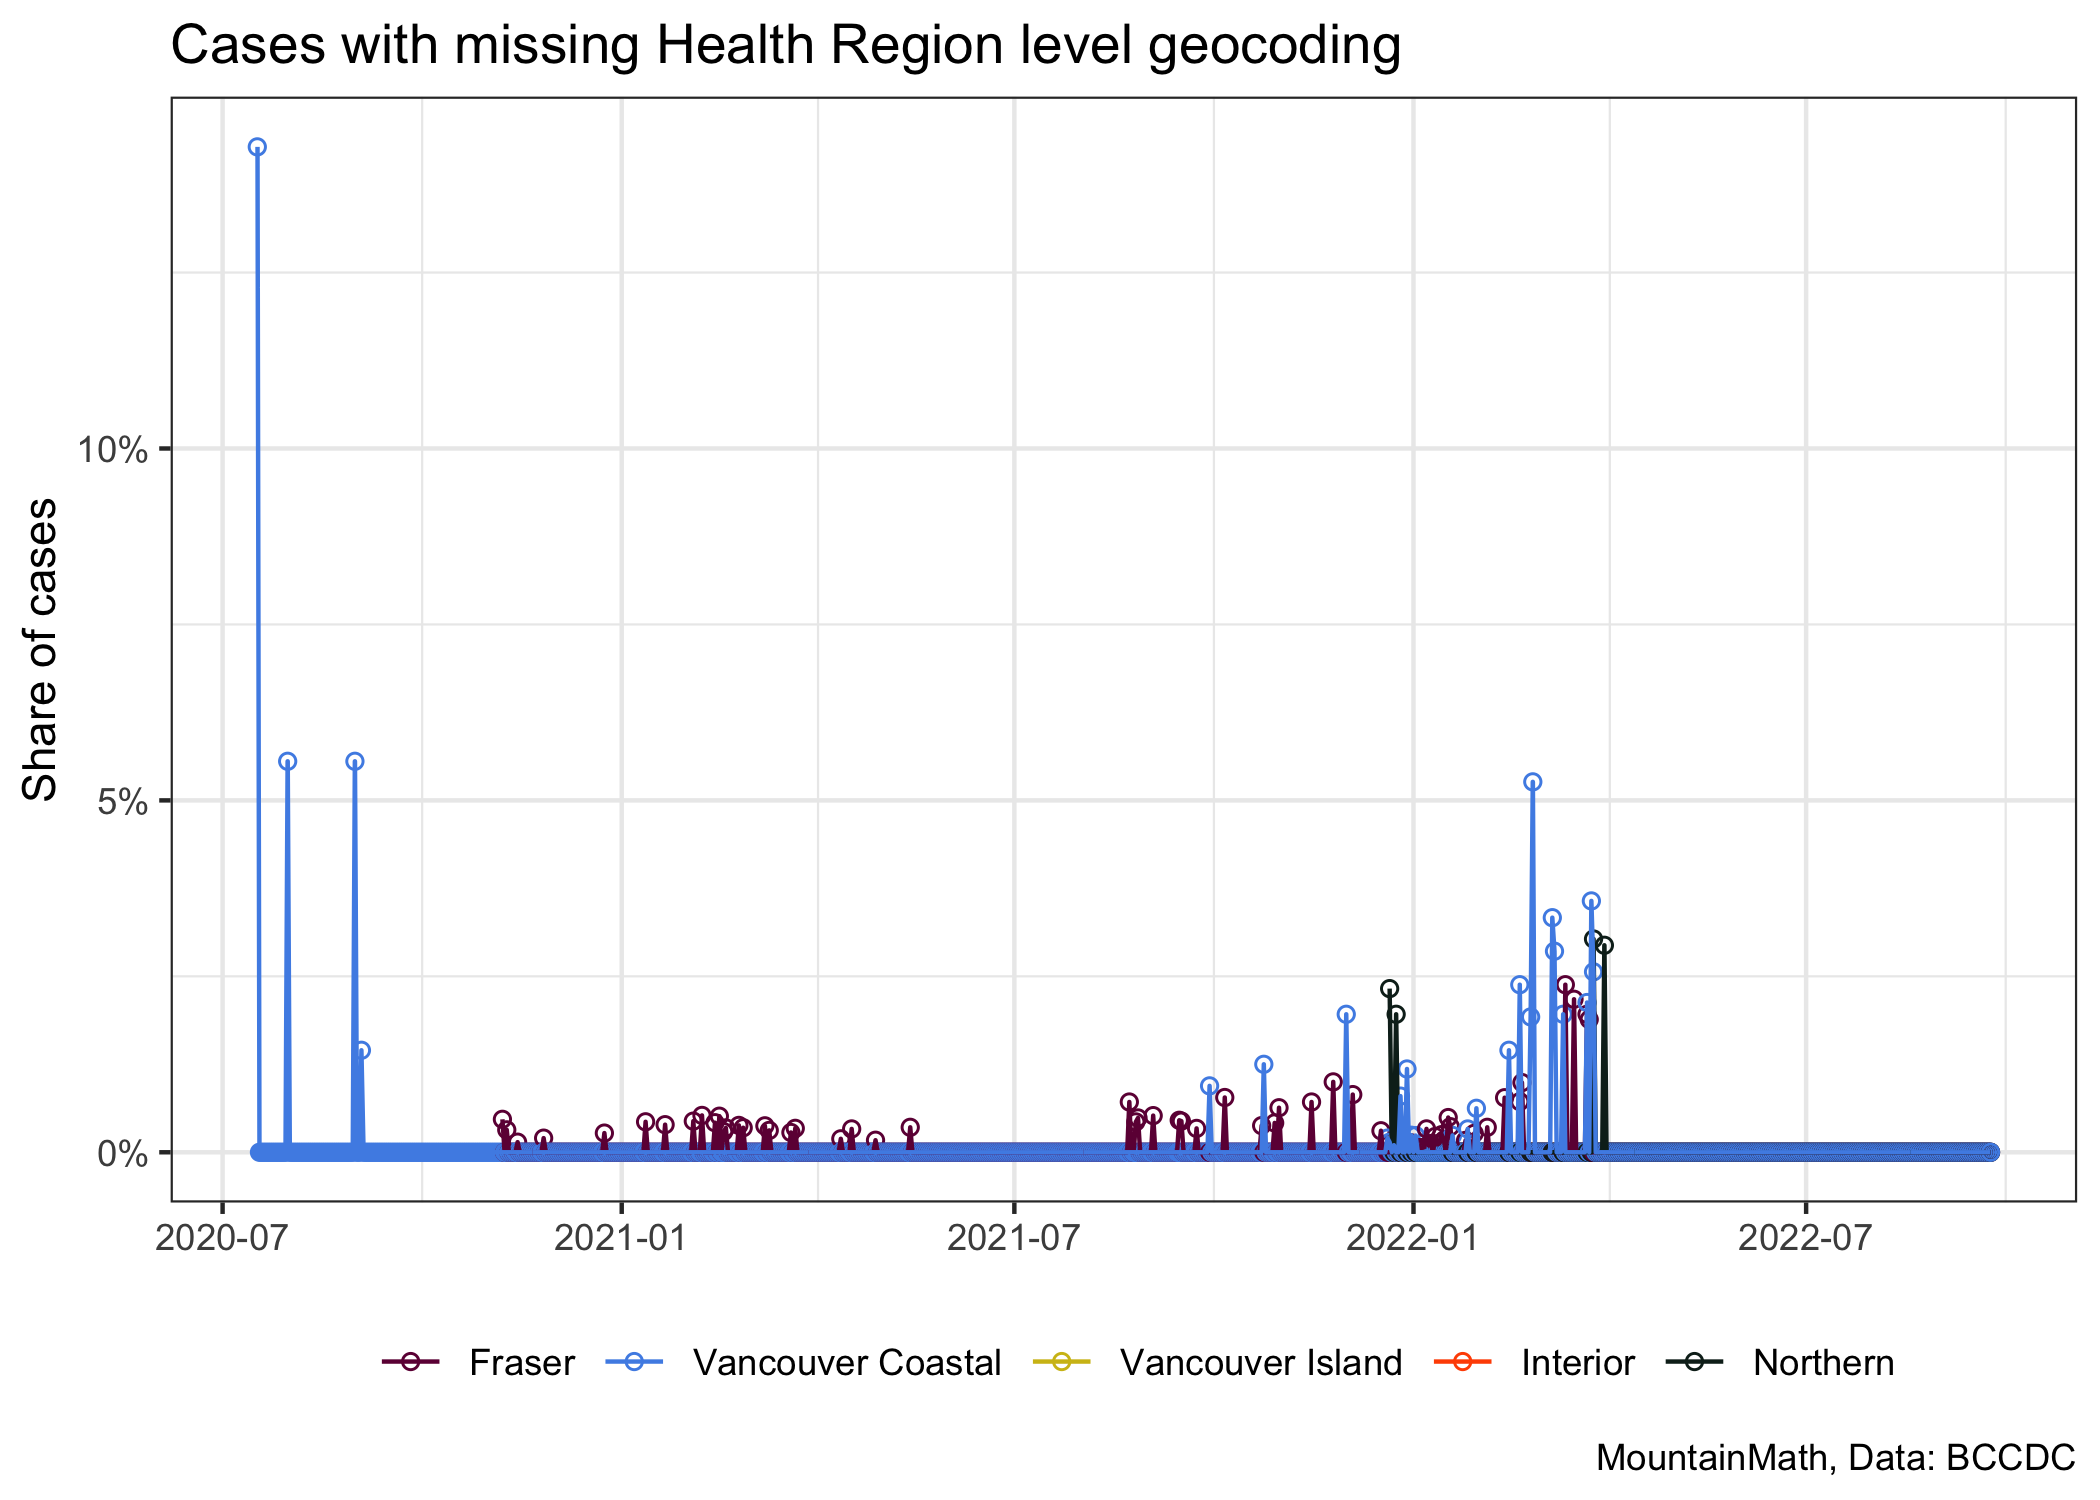 Cases with missing Health Region level geocoding
Share of cases
10%
5%
0%
2020-07 2021-01 2021-07 2022-01 2022-07
Fraser Vancouver Coastal Vancouver Island Interior Northern
MountainMath, Data: BCCDC